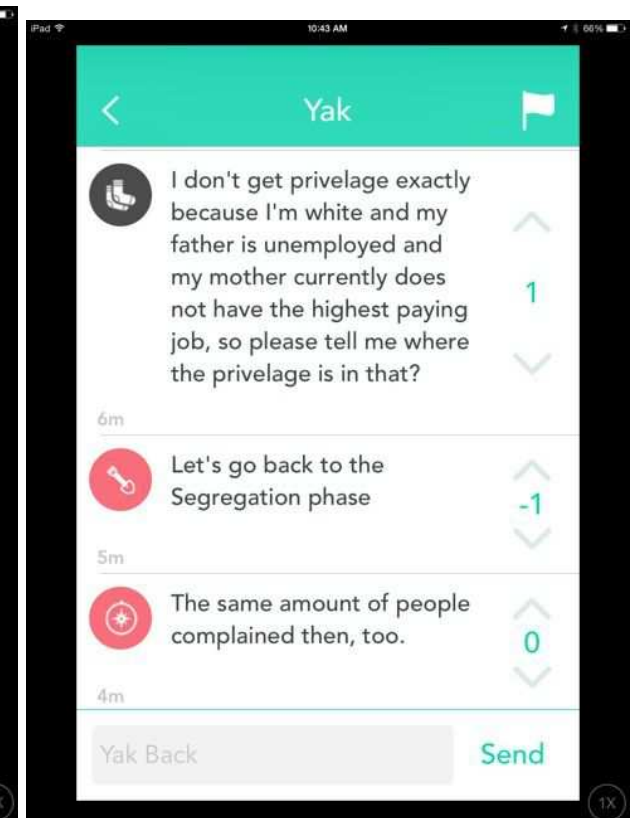 iPad
10:43 AM
66%
Yak
I don't get privelage exactly
because I'm white and my
father is unemployed and
my mother currently does
not have the highest paying
job, so please tell me where
the privelage is in that?
1
6m
Let's go back to the
Segregation phase
-1
5m
The same amount of people
complained then, too.
0
4m
Yak Back
Send
1X